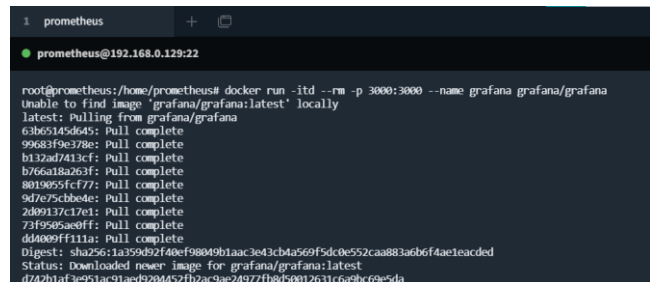 1 prometheus
prometheus@192.168.0.129:22
root@prometheus:/home/prometheus# docker run -itd --rm -p 3000:3000 --name grafana grafana/grafana
Unable to find image 'grafana/grafana:latest' locally
latest: Pulling from grafana/grafana
63b65145d645: Pull complete
99683f9e378e: Pull complete
b132ad7413cf: Pull complete
b766a18a263f: Pull complete
8019055fcf77: Pull complete
9d7e75cbbe4e: Pull complete
2d09137c17e1: Pull complete
73f9505ae0ff: Pull complete
dd4009ff111a: Pull complete
Digest: sha256:1a359d92f40ef98049b1aac3e43cb4a569f5dc0e552caa883a6b6f4ae1eacded
Status: Downloaded newer image for grafana/grafana:latest
d742b1af3e951ac91aed9204452fb2ac9ae24977fb8d50012631c6a9bc69e5da